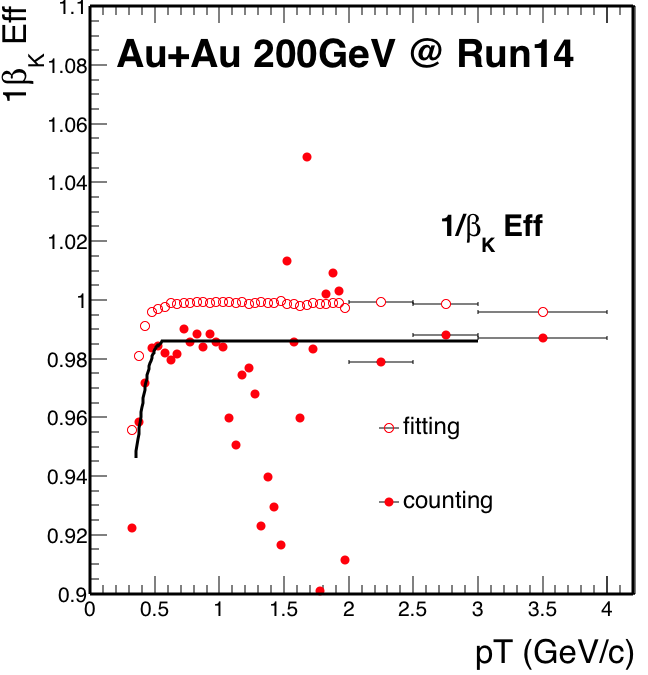 1β_K Eff
Au+Au 200GeV @ Run14
1/β_K Eff
1.1
1.08
1.06
1.04
1.02
1
0.98
0.96
0.94
0.92
0.9
fitting
counting
0 0.5 1 1.5 2 2.5 3 3.5 4
pT (GeV/c)